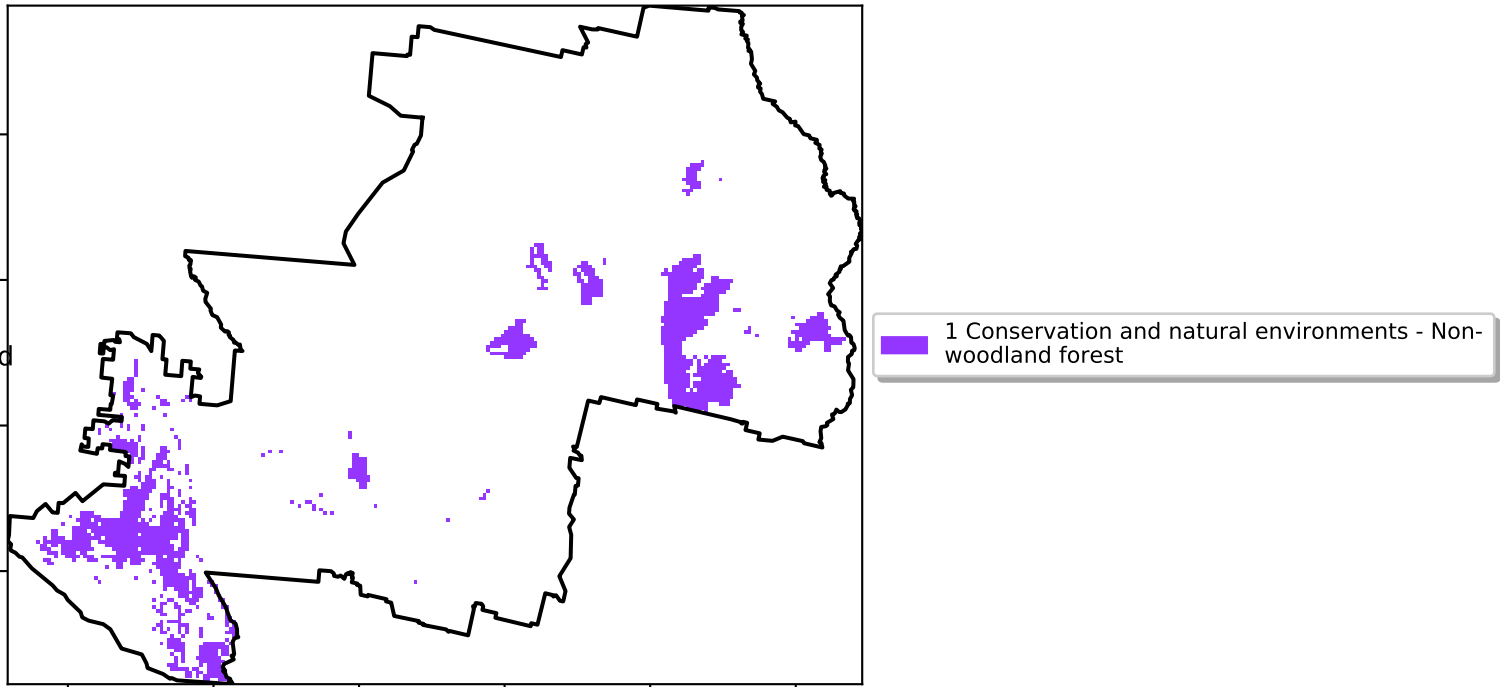 d
1 Conservation and natural environments - Non-
woodland forest